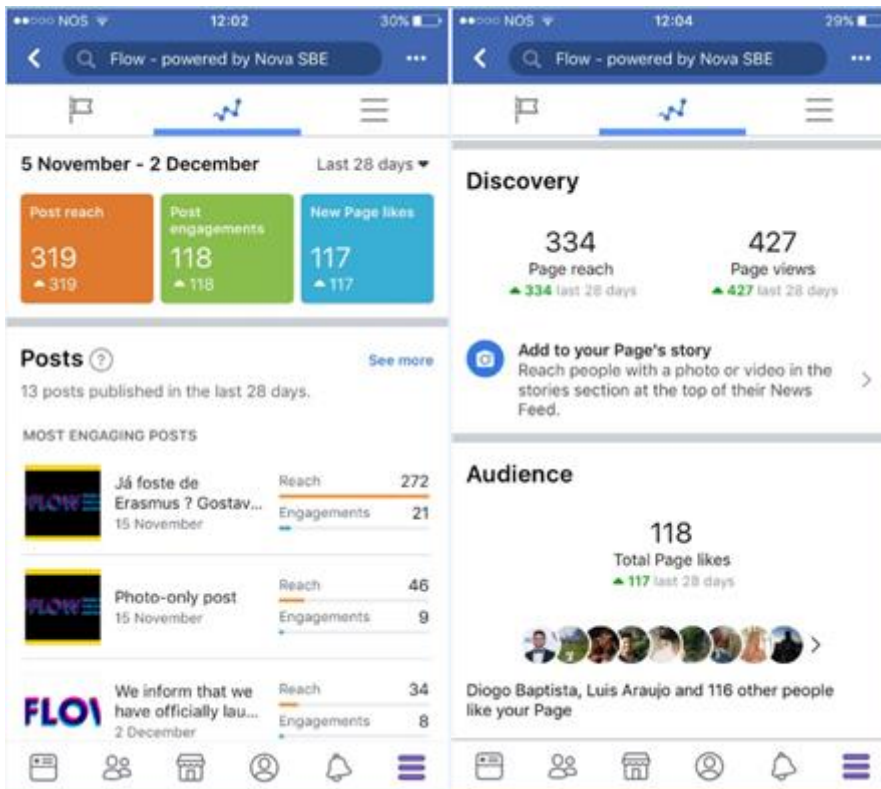 NOS 12:02 30%
Flow - powered by Nova SBE
5 November - 2 December Last 28 days
Post reach
319
319
Post
engagements
118
118
New Page likes
117
117
Posts ?
See more
13 posts published in the last 28 days.
MOST ENGAGING POSTS
FLOW
Já foste de
Erasmus ? Gostav...
15 November
Reach 272
Engagements 21
FLOW
Photo-only post
15 November
Reach 46
Engagements 9
FLOW
We inform that we
have officially lau...
2 December
Reach 34
Engagements 8
NOS 12:04 29%
Flow - powered by Nova SBE
Discovery
334
Page reach
334 last 28 days
427
Page views
427 last 28 days
Add to your Page's story
Reach people with a photo or video in the
stories section at the top of their News
Feed.
Audience
118
Total Page likes
117 last 28 days
Diogo Baptista, Luis Araujo and 116 other people
like your Page